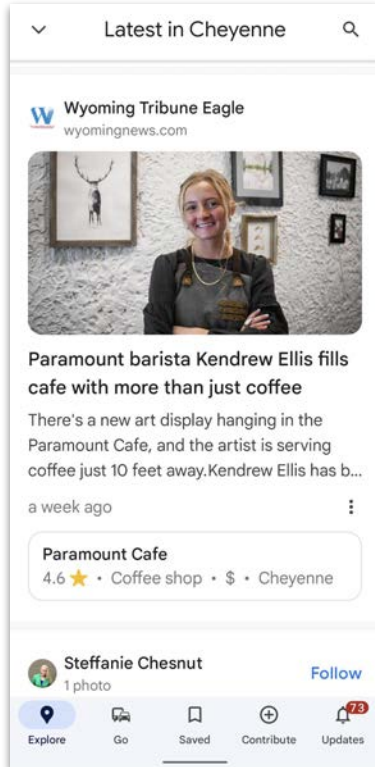 Latest in Cheyenne
Wyoming Tribune Eagle
wyomingnews.com
Paramount barista Kendrew Ellis fills
cafe with more than just coffee
There's a new art display hanging in the
Paramount Cafe, and the artist is serving
coffee just 10 feet away.Kendrew Ellis has b...
a week ago
Paramount Cafe
4.6 ★ • Coffee shop • $ • Cheyenne
Steffanie Chesnut
Follow
1 photo
73
Explore Go Saved Contribute Updates